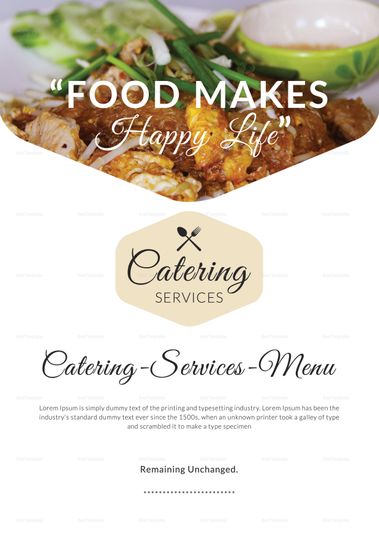 “FOOD MAKES
Happy Life”
Catering
SERVICES
Catering-Services-Menu
Lorem Ipsum is simply dummy text of the printing and typesetting industry. Lorem Ipsum has been the
industry's standard dummy text ever since the 1500s, when an unknown printer took a galley of type
and scrambled it to make a type specimen
Remaining Unchanged.